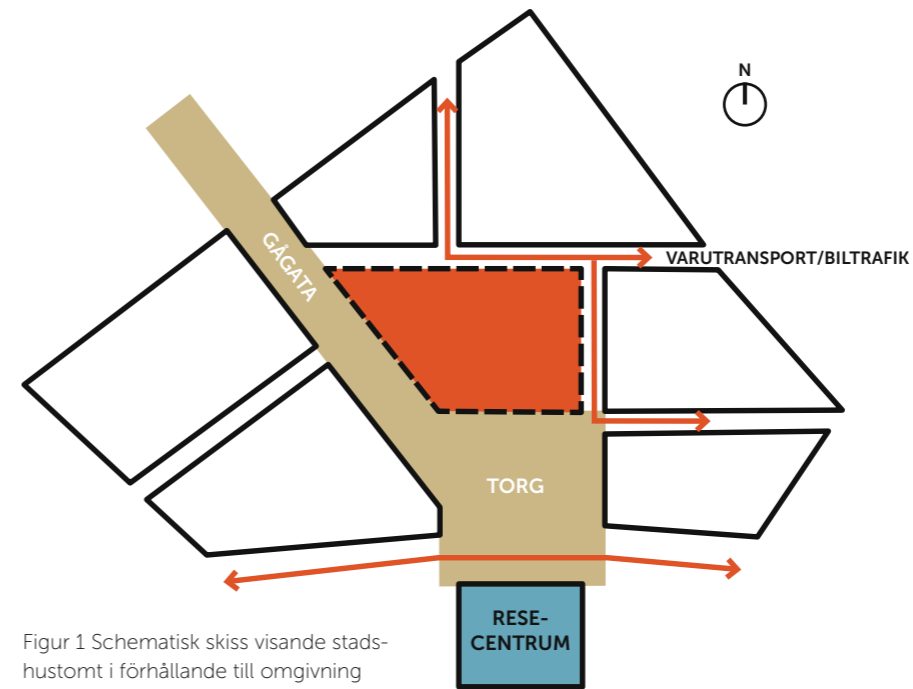 N
GÅGATA
VARUTRANSPORT/BILTRAFIK
TORG
RESE-
CENTRUM
Figur 1 Schematisk skiss visande stads-
hustomt i förhållande till omgivning